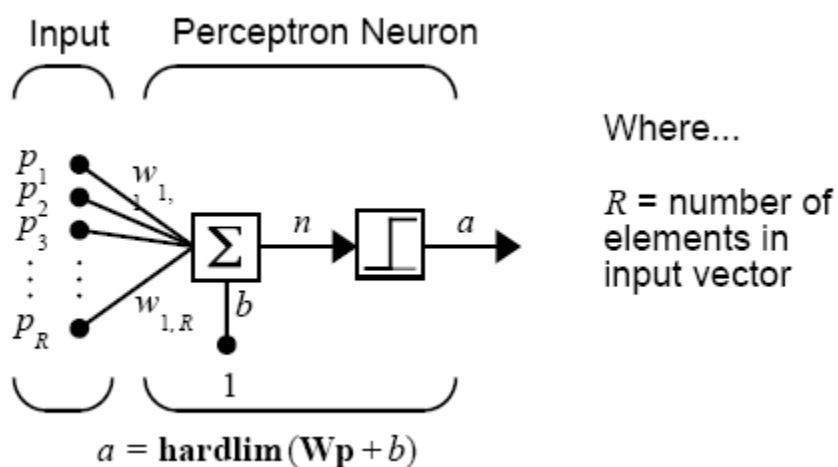 Input Perceptron Neuron
p1
p2
p3
pR
w1,1
w1,R
Σ
n
a
b
1
Where...
R = number of
elements in
input vector
a = hardlim (Wp + b)